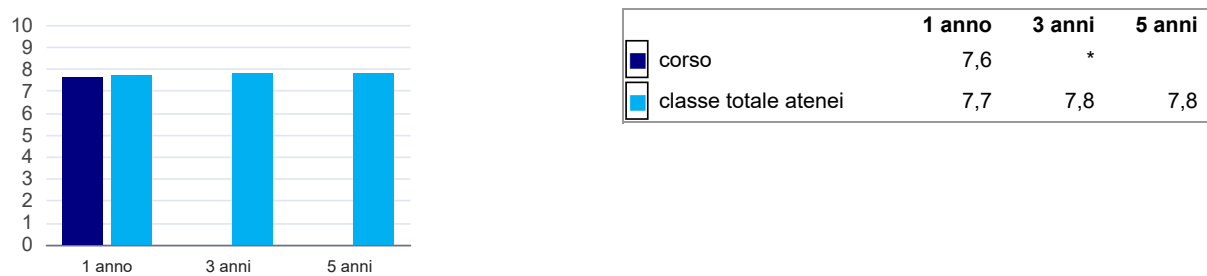 10
9
8
7
6
5
4
3
2
1
0
1 anno 3 anni 5 anni
1 anno 3 anni 5 anni
corso 7,6 *
classe totale atenei 7,7 7,8 7,8